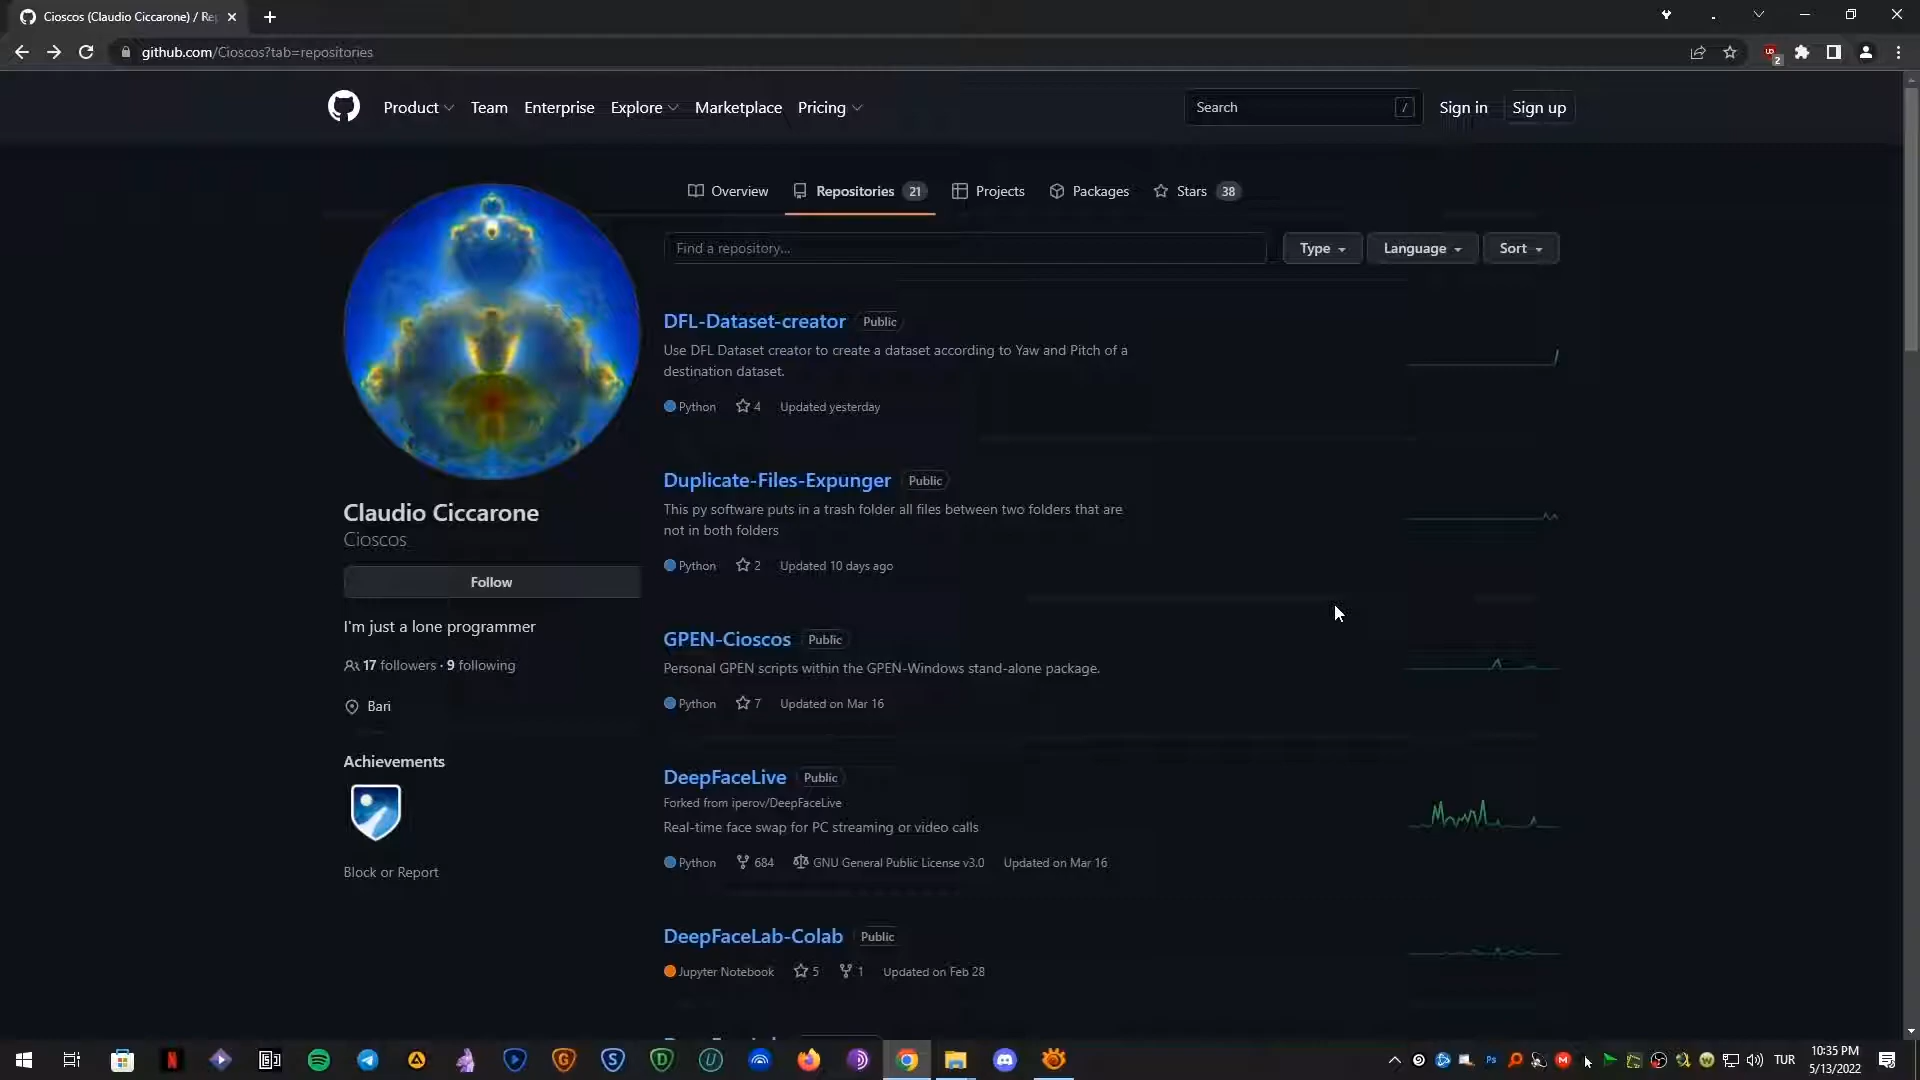 Cioscos (Claudio Ciccarone) / Re
github.com/Cioscos?tab=repositories
2
Product Team Enterprise Explore Marketplace Pricing
Search /
Sign in Sign up
Overview Repositories 21 Projects Packages Stars 38
Find a repository...
Type Language Sort
DFL-Dataset-creator Public
Use DFL Dataset creator to create a dataset according to Yaw and Pitch of a
destination dataset.
Python 4 Updated yesterday
Duplicate-Files-Expunger Public
This py software puts in a trash folder all files between two folders that are
not in both folders
Python 2 Updated 10 days ago
GPEN-Cioscos Public
Personal GPEN scripts within the GPEN-Windows stand-alone package.
Python 7 Updated on Mar 16
DeepFaceLive Public
Forked from iperov/DeepFaceLive
Real-time face swap for PC streaming or video calls
Python 684 GNU General Public License v3.0 Updated on Mar 16
DeepFaceLab-Colab Public
Jupyter Notebook 5 1 Updated on Feb 28
Claudio Ciccarone
Cioscos
Follow
I'm just a lone programmer
17 followers · 9 following
Bari
Achievements
Block or Report
TUR
10:35 PM
5/13/2022